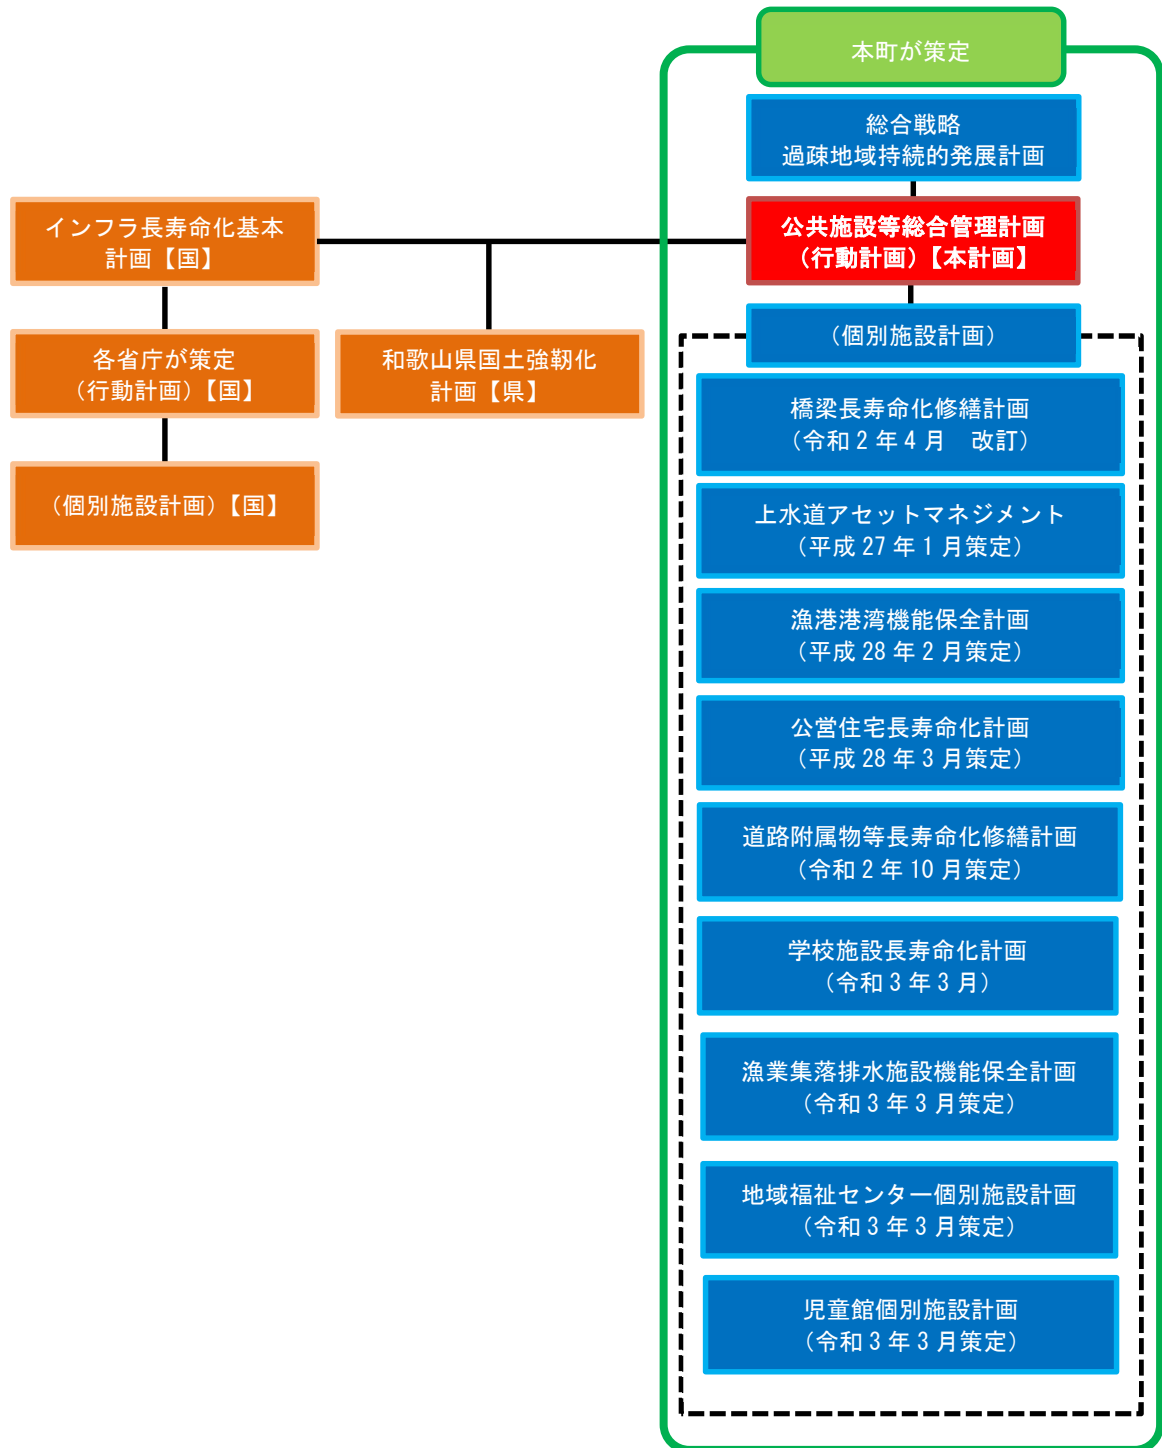 本町が策定
総合戦略
過疎地域持続的発展計画
インフラ長寿命化基本
計画【国】
公共施設等総合管理計画
（行動計画）【本計画】
各省庁が策定
（行動計画）【国】
和歌山県国土強靭化
計画【県】
（個別施設計画）【国】
（個別施設計画）
橋梁長寿命化修繕計画
（令和２年４月　改訂）
上水道アセットマネジメント
（平成 27 年１月策定）
漁港港湾機能保全計画
（平成 28 年２月策定）
公営住宅長寿命化計画
（平成 28 年３月策定）
道路附属物等長寿命化修繕計画
（令和２年 10 月策定）
学校施設長寿命化計画
（令和３年３月）
漁業集落排水施設機能保全計画
（令和３年３月策定）
地域福祉センター個別施設計画
（令和３年３月策定）
児童館個別施設計画
（令和３年３月策定）